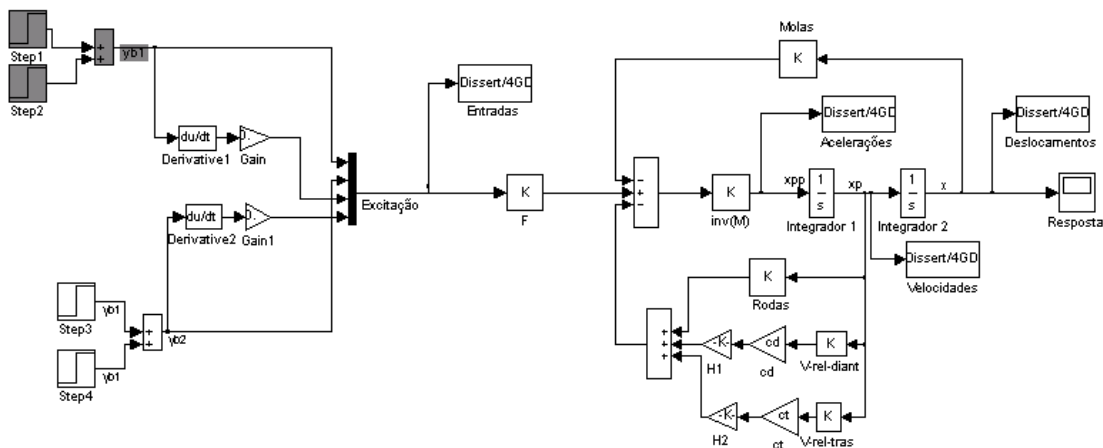 Step1
yb1
Step2
du/dt
Derivative1
Gain
du/dt
Derivative2
Gain1
Step3
yb1
Step4
yb1
yb2
Excitação
Dissert/4GD
Entradas
K
F
Molas
K
K
inv(M)
Dissert/4GD
Acelerações
xpp
1
s
Integrador 1
xp
1
s
Integrador 2
x
Dissert/4GD
Deslocamentos
Resposta
Dissert/4GD
Velocidades
K
Rodas
-K-
H1
cd
cd
K
V-rel-diant
-K-
H2
ct
ct
K
V-rel-tras